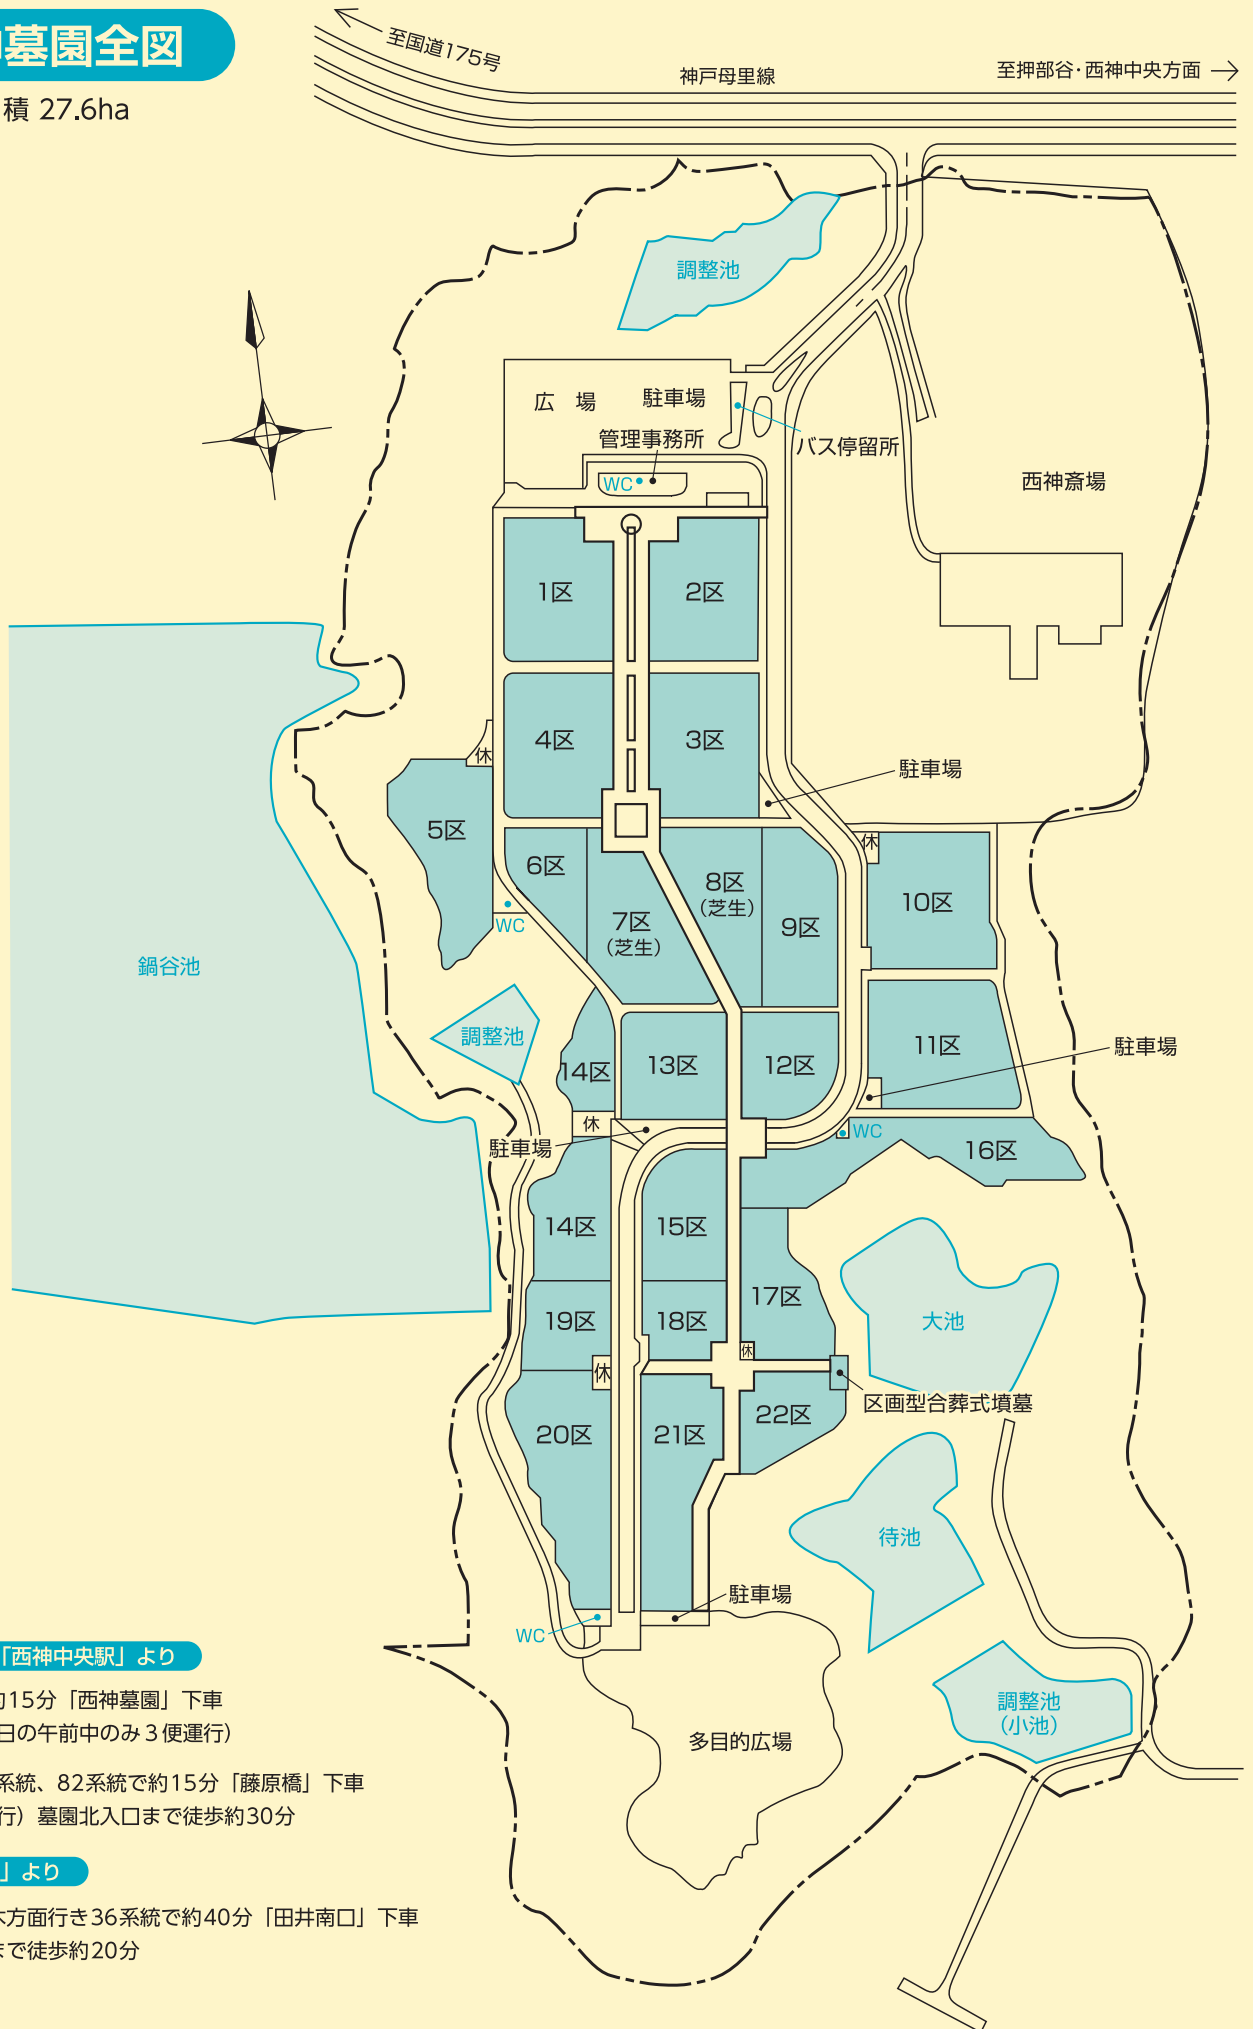 墓園全図
積 27.6ha
至国道175号
神戸母里線
至押部谷・西神中央方面
調整池
広 場
駐車場
管理事務所
バス停留所
WC
西神斎場
1区
2区
4区
3区
休
駐車場
5区
6区
7区
(芝生)
8区
(芝生)
9区
休
10区
WC
鍋谷池
調整池
14区
13区
12区
11区
駐車場
休
駐車場
WC
16区
14区
15区
17区
大池
19区
18区
休
休
区画型合葬式墳墓
20区
21区
22区
待池
駐車場
WC
多目的広場
調整池
(小池)
「西神中央駅」より
約15分「西神墓園」下車
日の午前中のみ3便運行)
系統、82系統で約15分「藤原橋」下車
行)墓園北入口まで徒歩約30分
」より
方面行き36系統で約40分「田井南口」下車
まで徒歩約20分